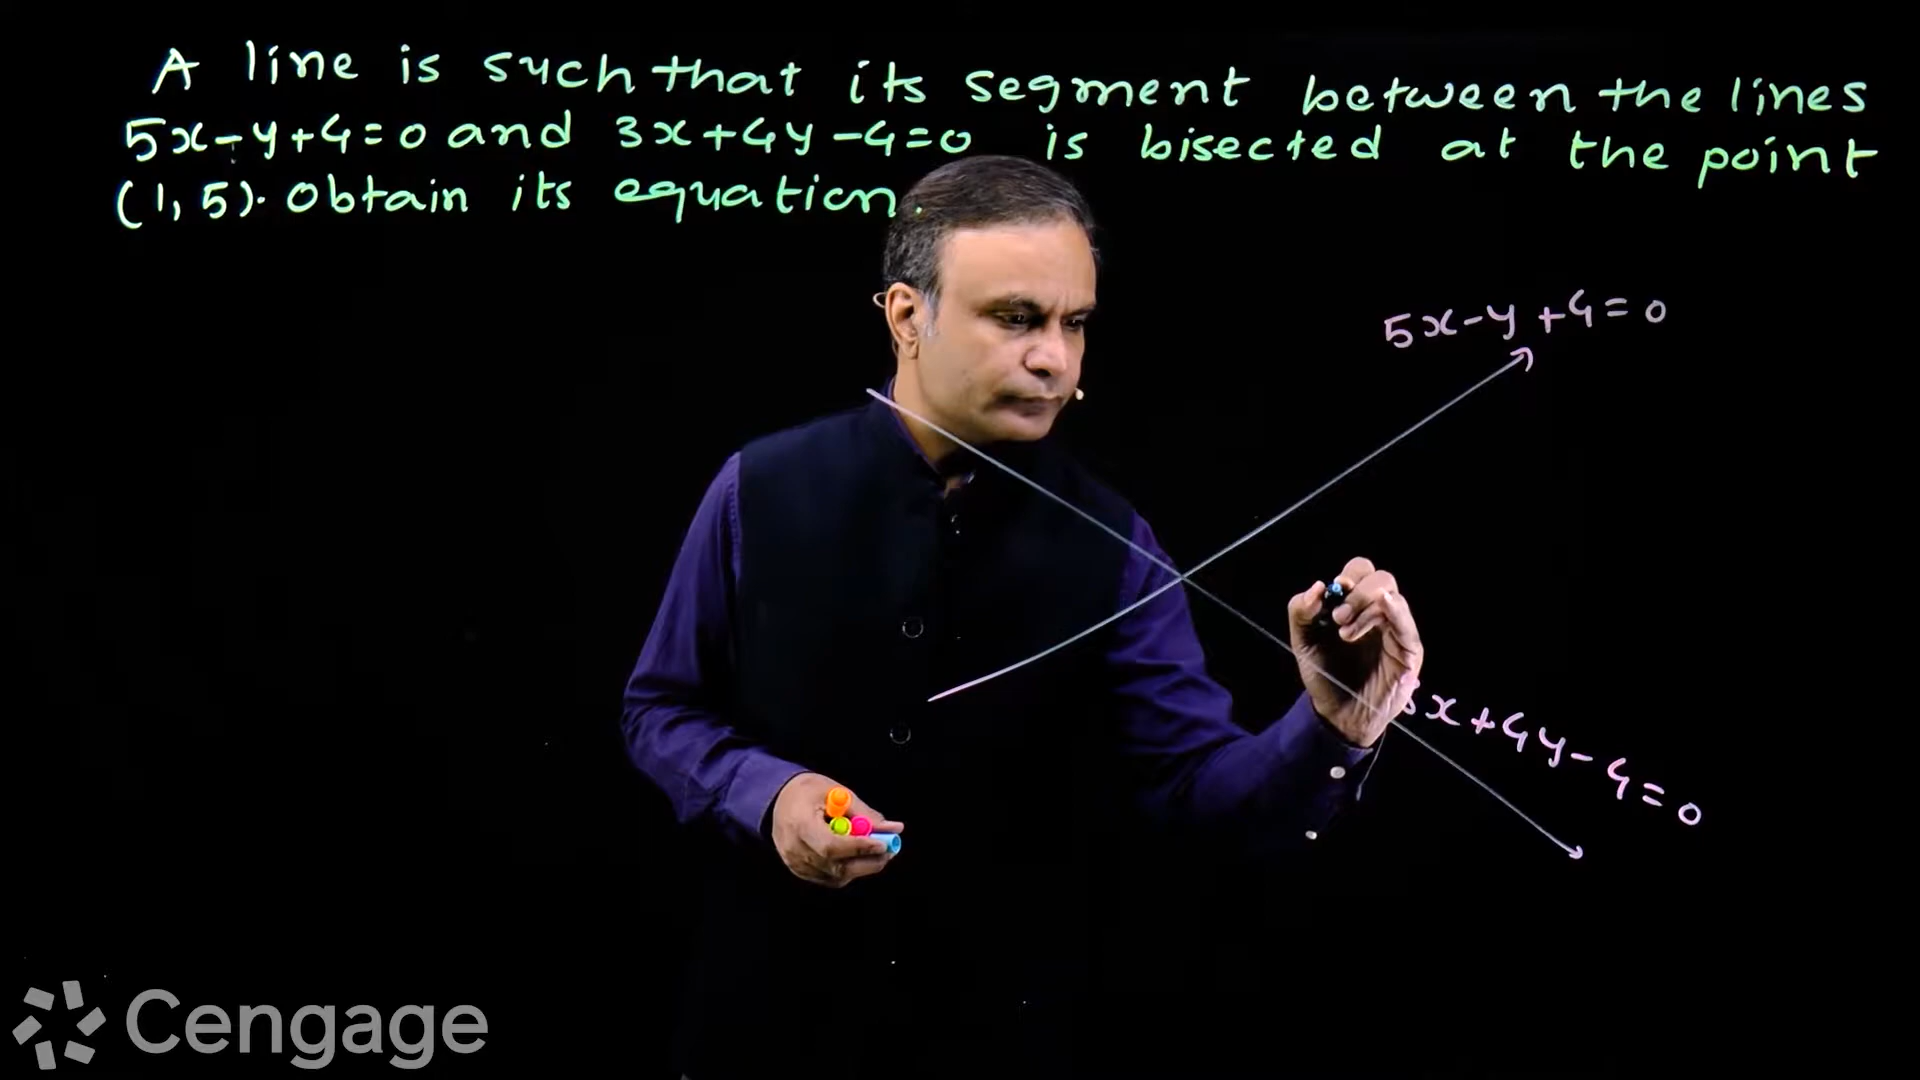 A line is such that its segment between the lines
5x-y+4=0 and 3x+4y-4=0 is bisected at the point
(1,5). Obtain its equation.
5x-y+4=0
x+4y-4=0
Cengage